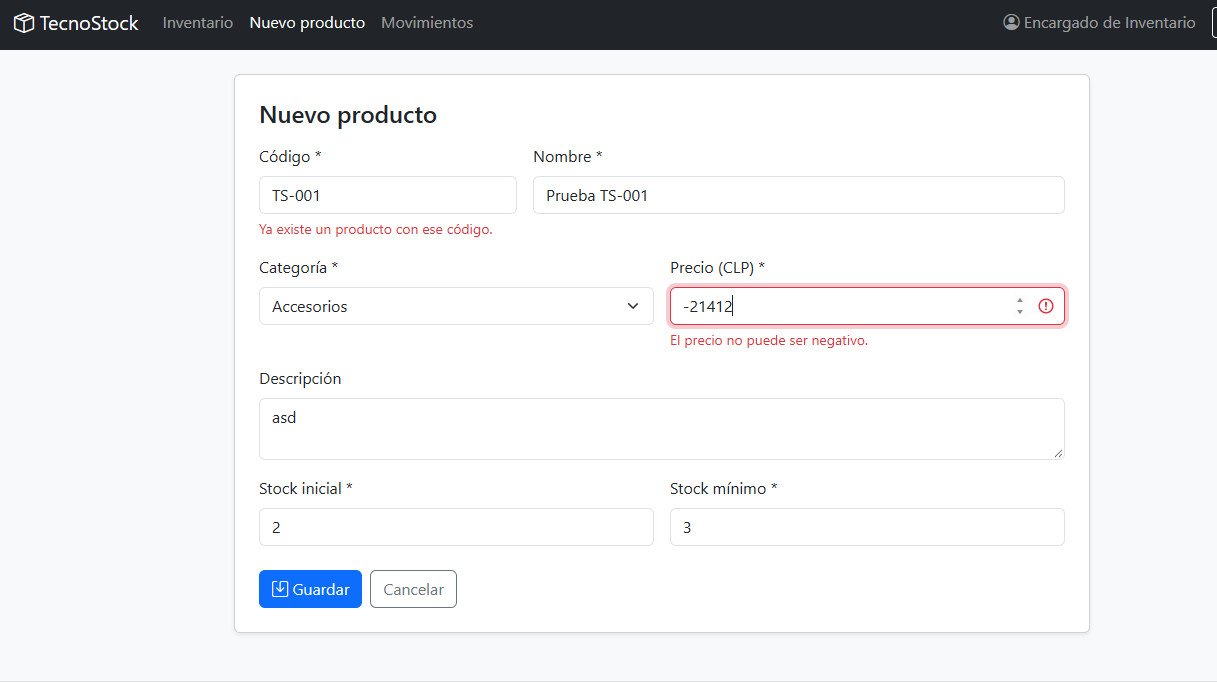 TecnoStock Inventario Nuevo producto Movimientos Encargado de Inventario
Nuevo producto
Código * Nombre *
TS-001 Prueba TS-001
Ya existe un producto con ese código.
Categoría * Precio (CLP) *
Accesorios -21412
El precio no puede ser negativo.
Descripción
asd
Stock inicial * Stock mínimo *
2 3
Guardar Cancelar